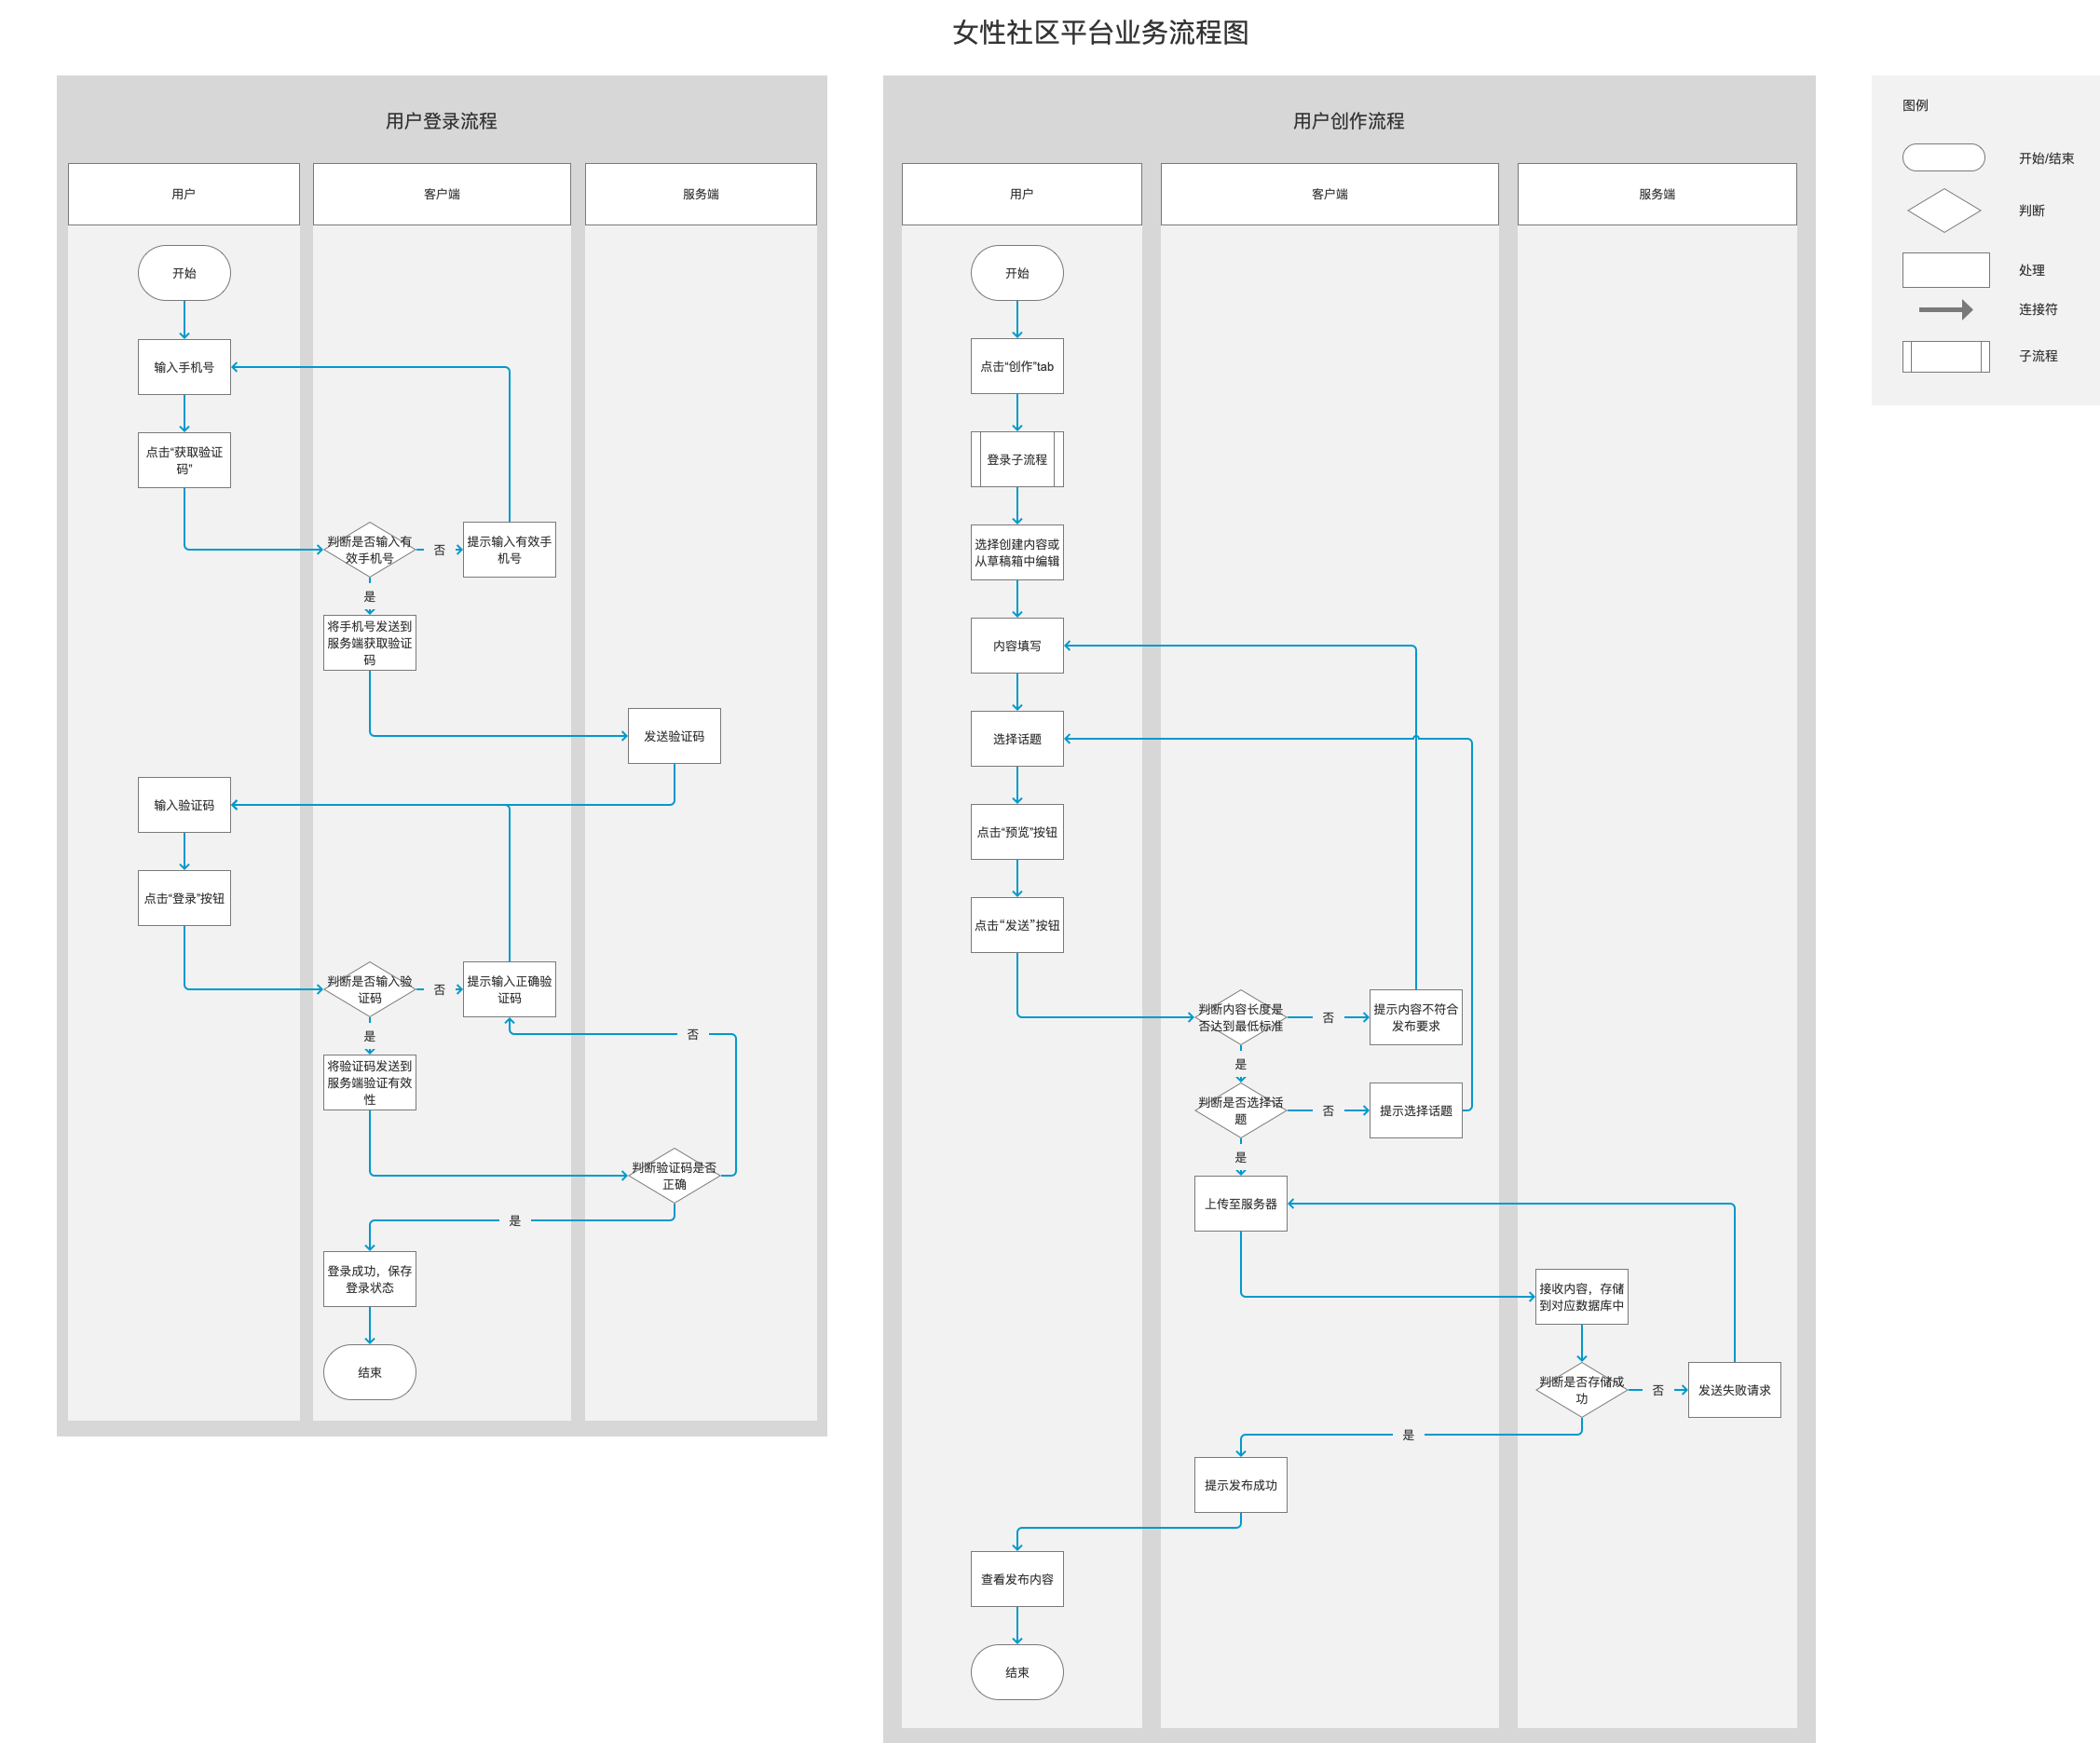 女性社区平台业务流程图
用户登录流程
用户
客户端
服务端
开始
输入手机号
点击“获取验证
码”
判断是否输入有
效手机号
否
提示输入有效手
机号
是
将手机号发送到
服务端获取验证
码
发送验证码
输入验证码
点击“登录”按钮
判断是否输入验
证码
否
提示输入正确验
证码
否
是
将验证码发送到
服务端验证有效
性
判断验证码是否
正确
是
登录成功，保存
登录状态
结束
用户创作流程
用户
客户端
服务端
开始
点击“创作”tab
登录子流程
选择创建内容或
从草稿箱中编辑
内容填写
选择话题
点击“预览”按钮
点击“发送”按钮
判断内容长度是
否达到最低标准
否
提示内容不符合
发布要求
是
判断是否选择话
题
否
提示选择话题
是
上传至服务器
接收内容，存储
到对应数据库中
判断是否存储成
功
否
发送失败请求
是
提示发布成功
查看发布内容
结束
图例
开始/结束
判断
处理
连接符
子流程